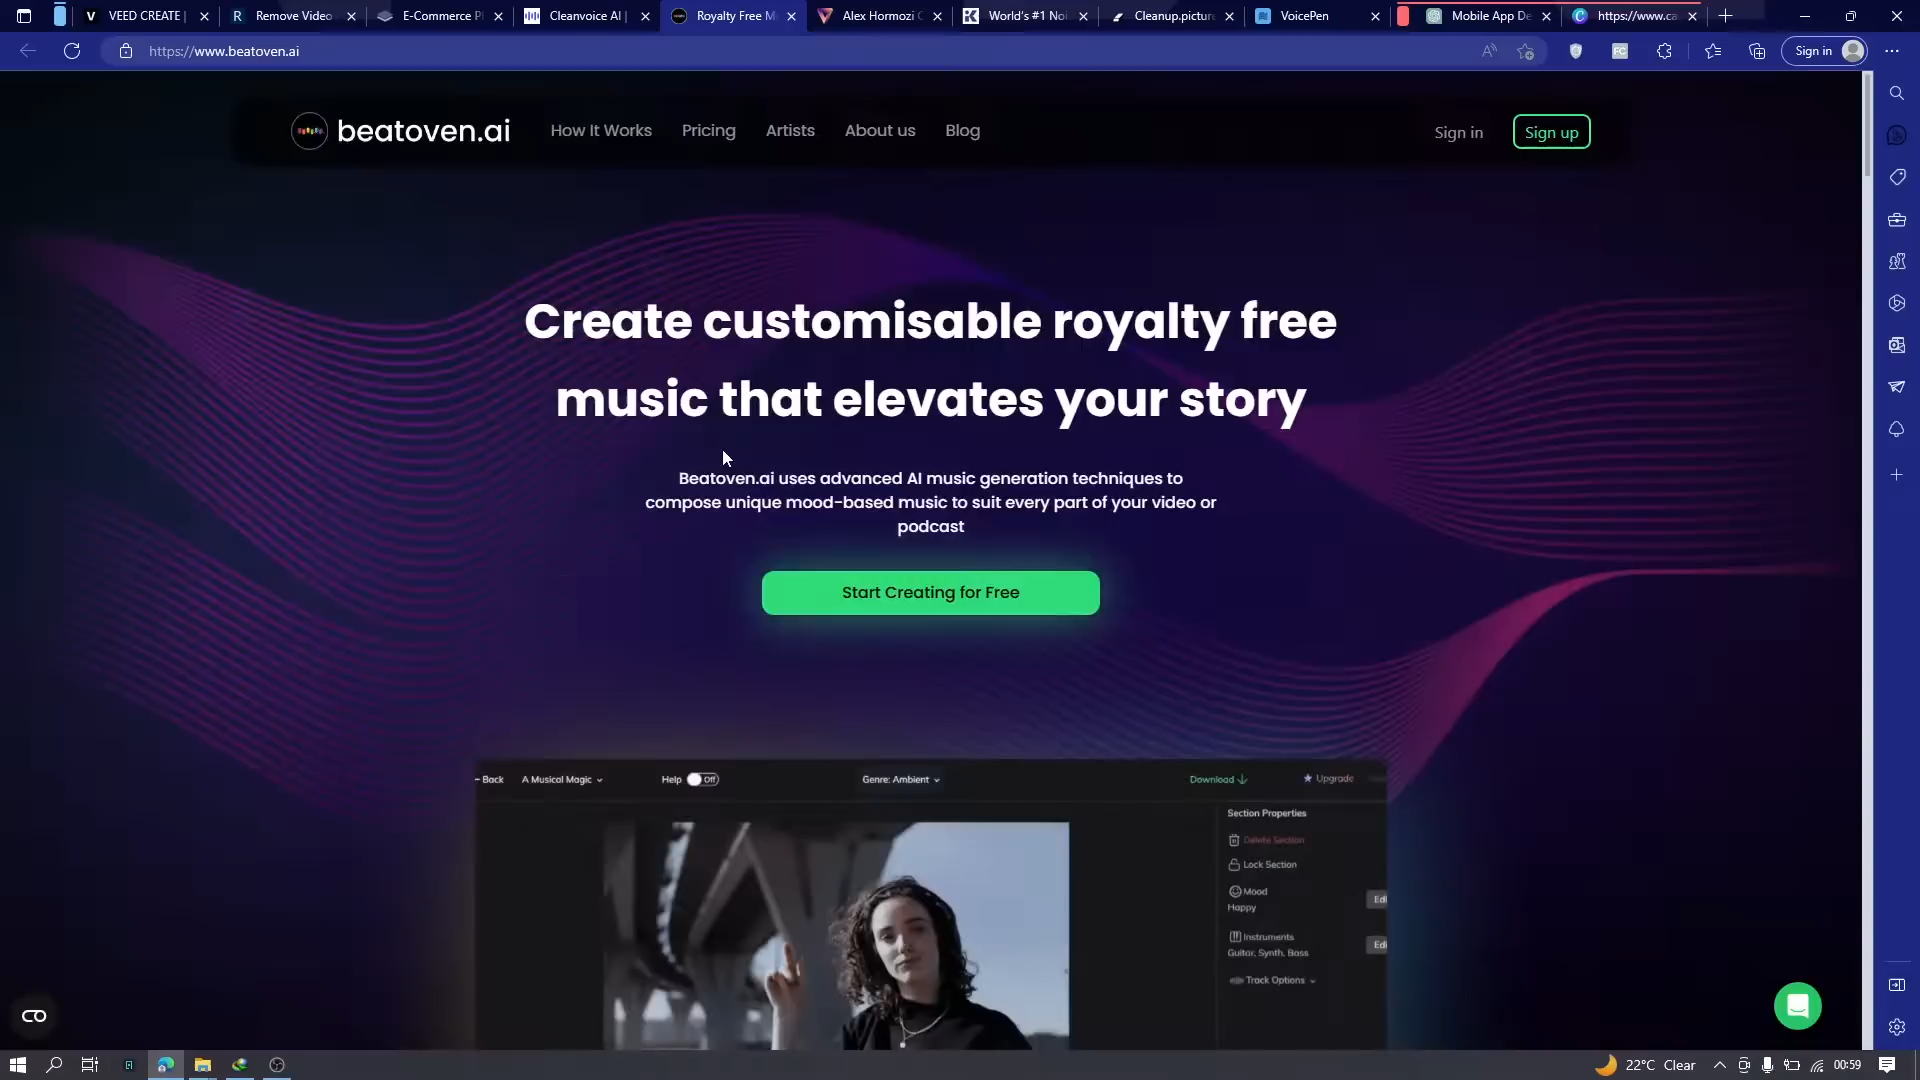 VEED CREATE |
Remove Video
E-Commerce P
Cleanvoice AI |
Royalty Free M
Alex Hormozi C
World's #1 Noi
Cleanup.picture
VoicePen
Mobile App De
https://www.ca
https://www.beatoven.ai
Sign in
beatoven.ai
How It Works
Pricing
Artists
About us
Blog
Sign in
Sign up
Create customisable royalty free
music that elevates your story
Beatoven.ai uses advanced AI music generation techniques to
compose unique mood-based music to suit every part of your video or
podcast
Start Creating for Free
Back
A Musical Magic
Help
Off
Genre: Ambient
Download
Upgrade
Section Properties
Delete Section
Lock Section
Mood
Happy
Edi
Instruments
Guitar, Synth, Bass
Edi
Track Options
22°C Clear
00:59